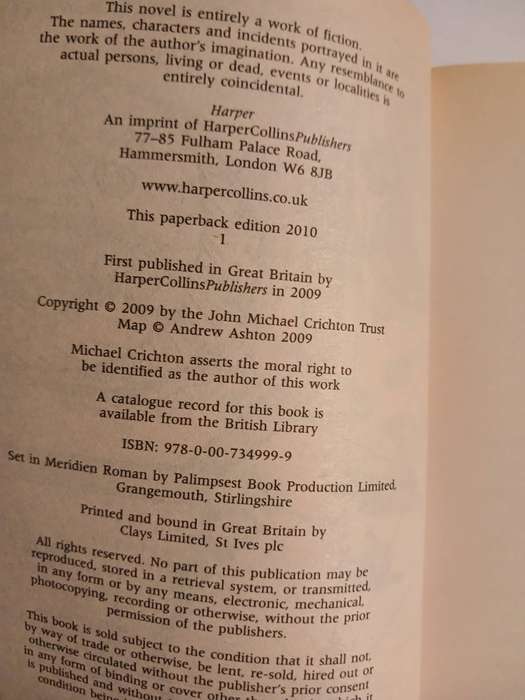 This novel is entirely a work of fiction.
The names, characters and incidents portrayed in it are
the work of the author's imagination. Any resemblance to
actual persons, living or dead, events or localities is
entirely coincidental.
Harper
An imprint of HarperCollinsPublishers
77–85 Fulham Palace Road,
Hammersmith, London W6 8JB
www.harpercollins.co.uk
This paperback edition 2010
1
First published in Great Britain by
HarperCollinsPublishers in 2009
Copyright © 2009 by the John Michael Crichton Trust
Map © Andrew Ashton 2009
Michael Crichton asserts the moral right to
be identified as the author of this work
A catalogue record for this book is
available from the British Library
ISBN: 978-0-00-734999-9
Set in Meridien Roman by Palimpsest Book Production Limited,
Grangemouth, Stirlingshire
Printed and bound in Great Britain by
Clays Limited, St Ives plc
All rights reserved. No part of this publication may be
reproduced, stored in a retrieval system, or transmitted,
in any form or by any means, electronic, mechanical,
photocopying, recording or otherwise, without the prior
permission of the publishers.
This book is sold subject to the condition that it shall not,
by way of trade or otherwise, be lent, re-sold, hired out or
otherwise circulated without the publisher's prior consent
in any form of binding or cover other than that in which it
is published and without
condition being